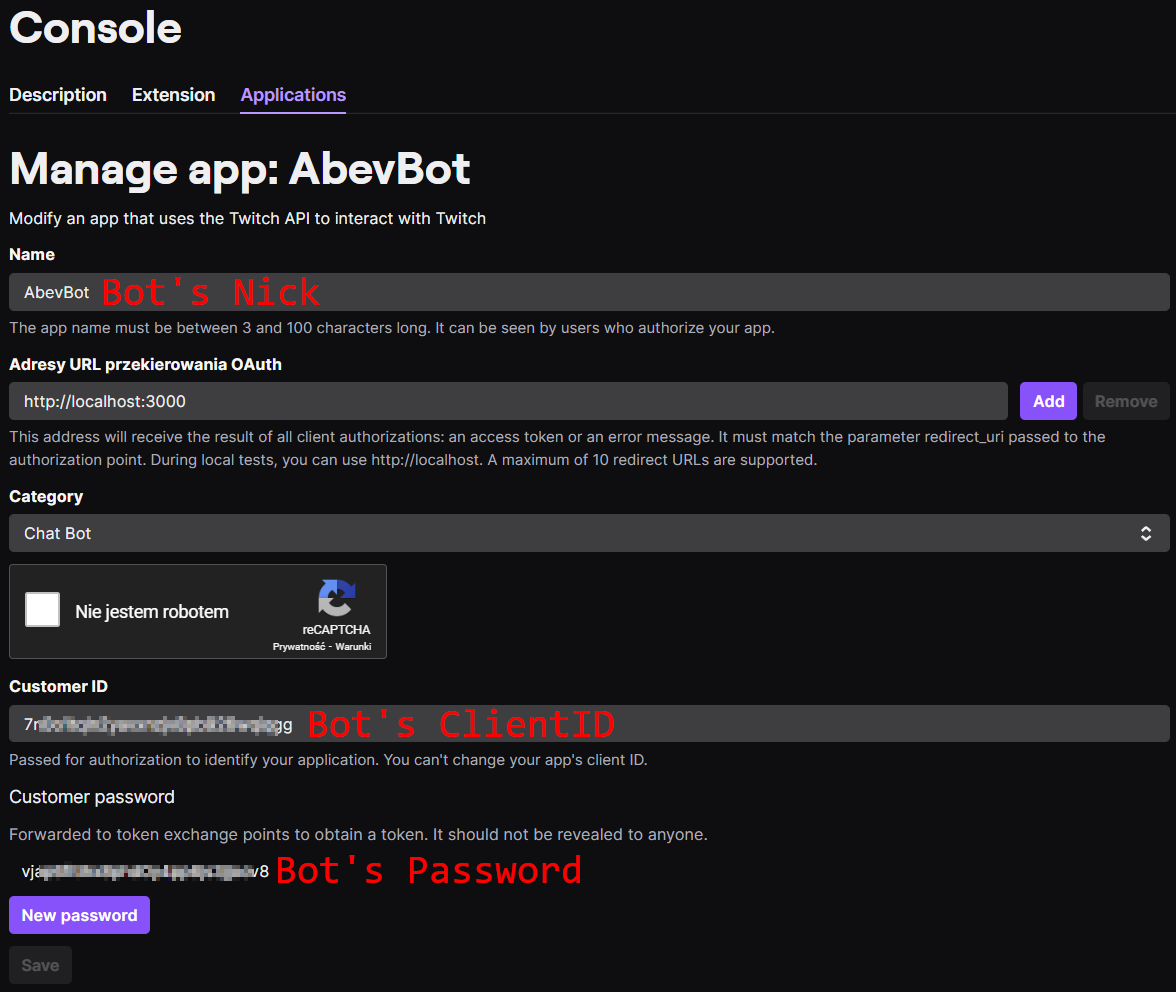 Console
Description Extension Applications
Manage app: AbevBot
Modify an app that uses the Twitch API to interact with Twitch
Name
AbevBot Bot's Nick
The app name must be between 3 and 100 characters long. It can be seen by users who authorize your app.
Adresy URL przekierowania OAuth
http://localhost:3000 Add Remove
This address will receive the result of all client authorizations: an access token or an error message. It must match the parameter redirect_uri passed to the
authorization point. During local tests, you can use http://localhost. A maximum of 10 redirect URLs are supported.
Category
Chat Bot
Nie jestem robotem
reCAPTCHA
Prywatność - Warunki
Customer ID
Bot's ClientID
Passed for authorization to identify your application. You can't change your app's client ID.
Customer password
Forwarded to token exchange points to obtain a token. It should not be revealed to anyone.
Bot's Password
New password
Save